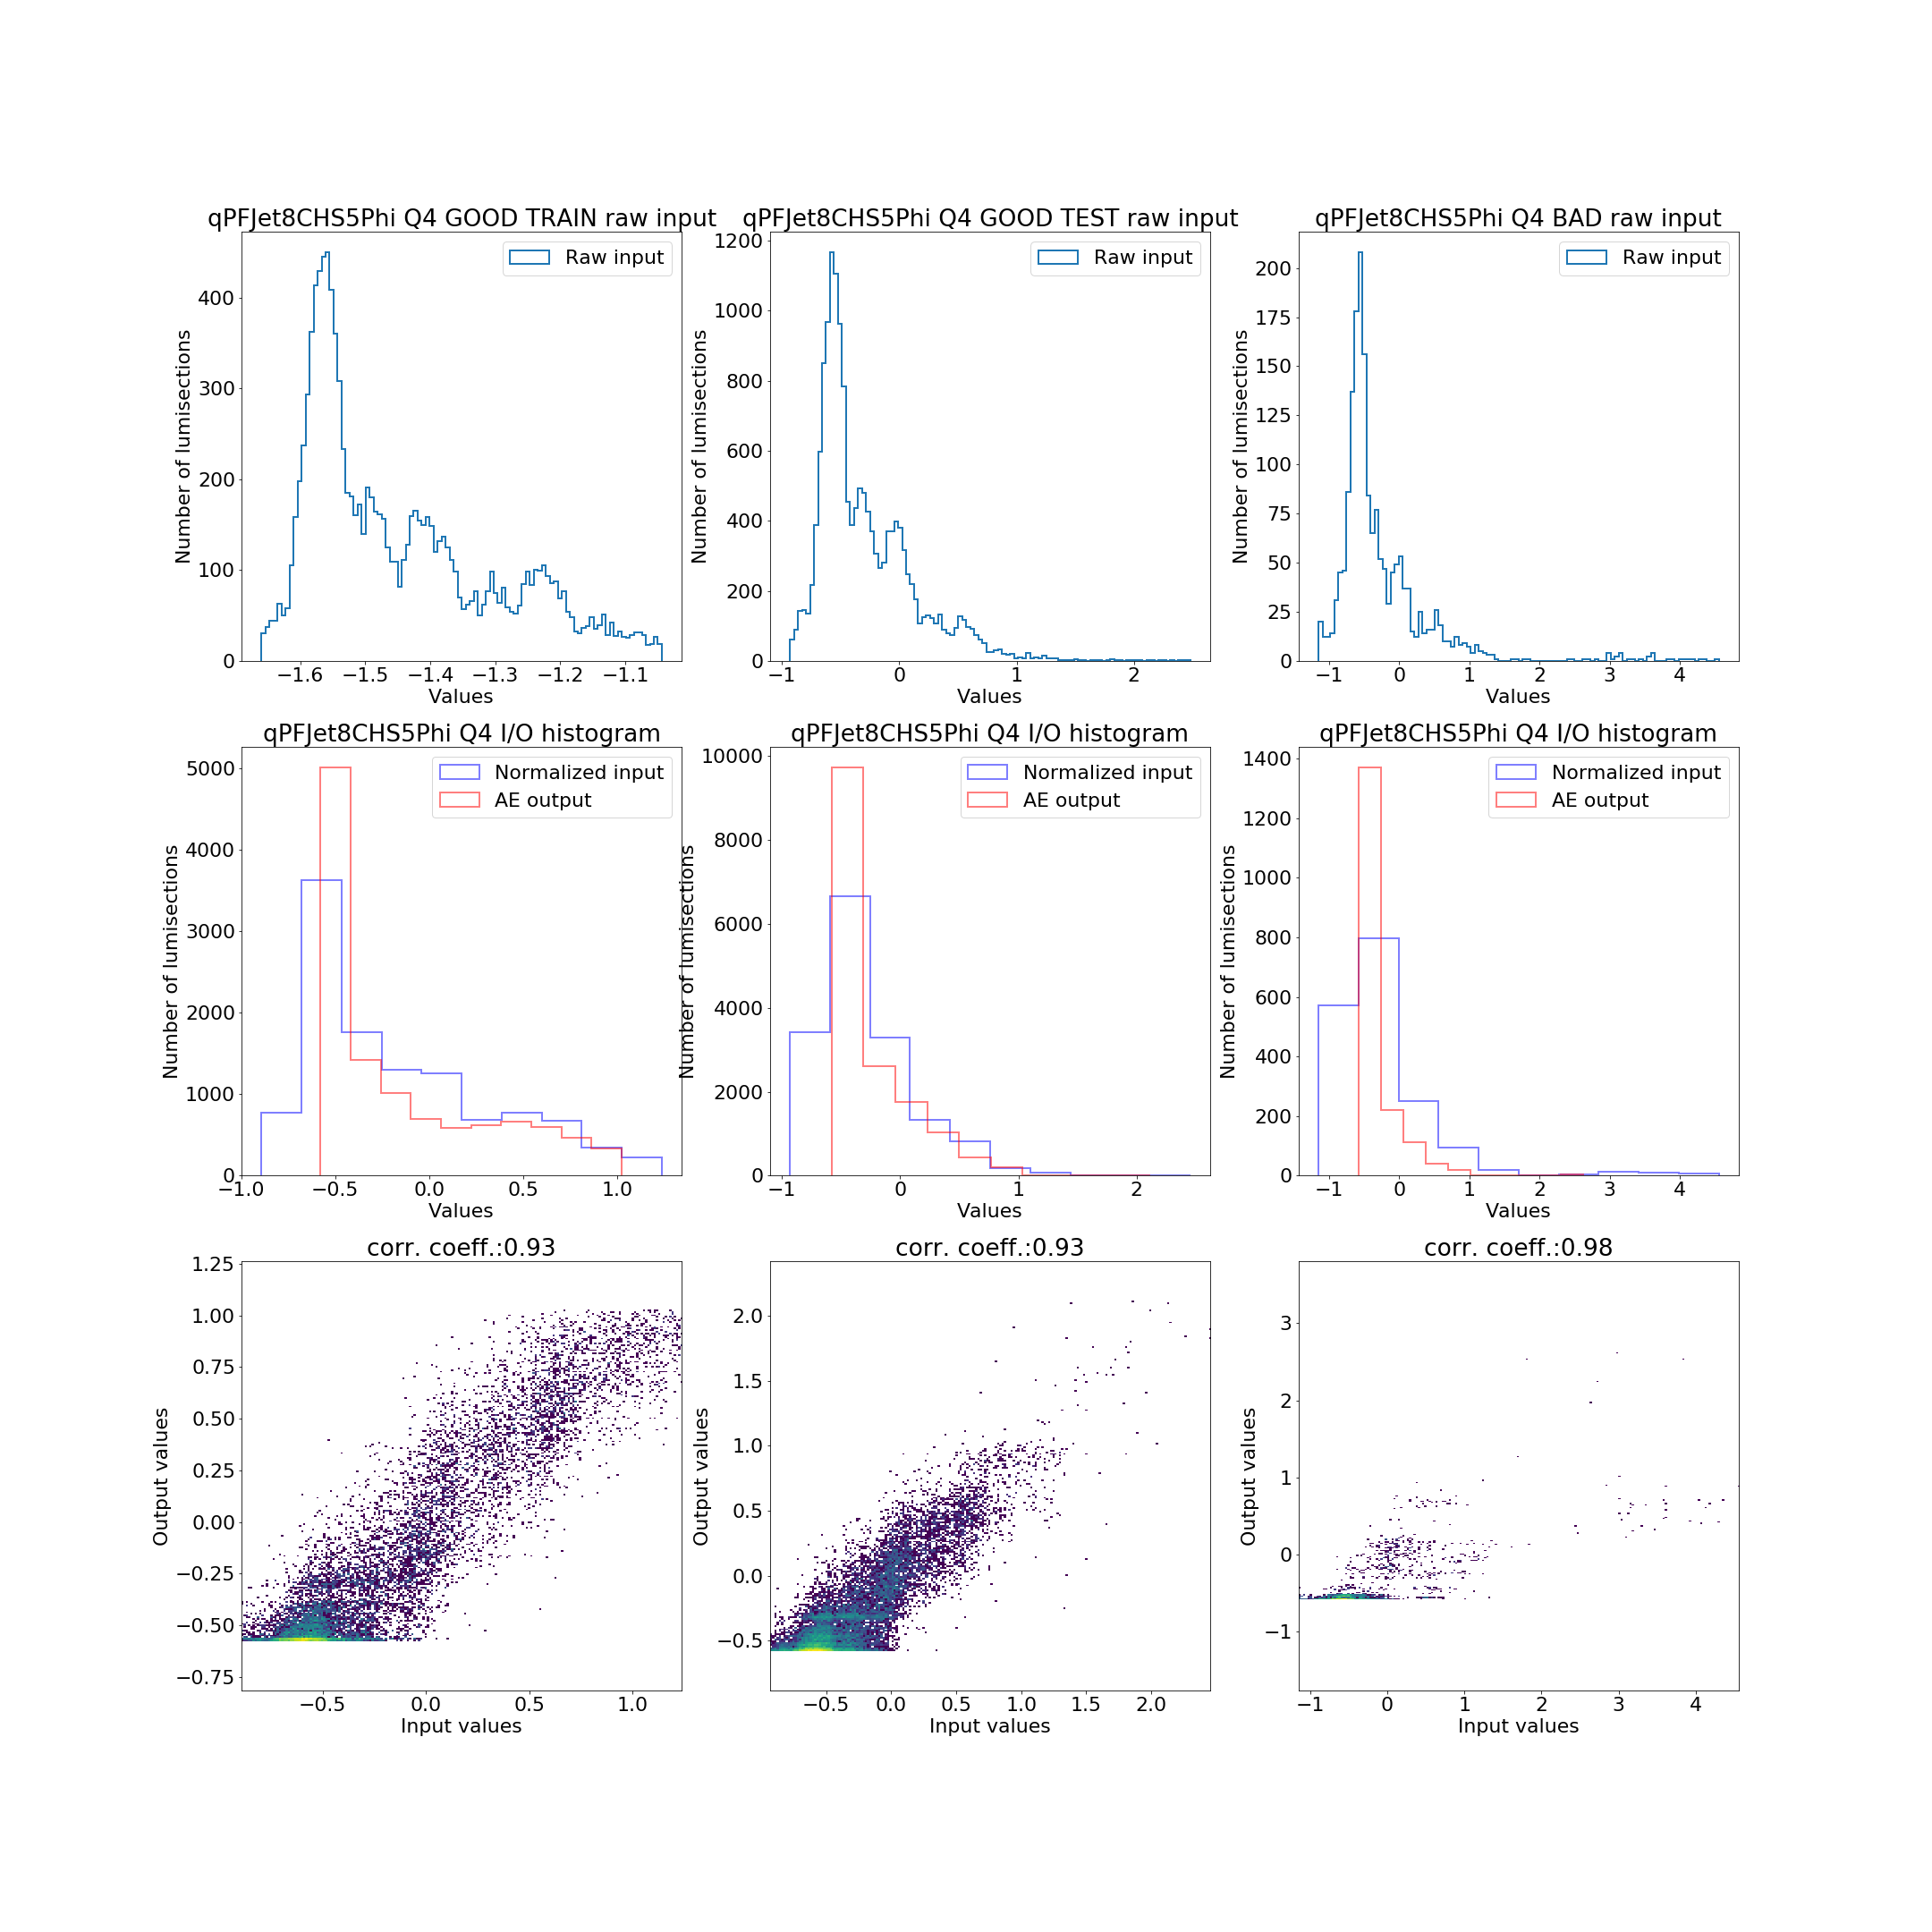 qPFJet8CHS5Phi Q4 GOOD TRAIN raw input
Raw input
Number of lumisections
400
300
200
100
0
−1.6 −1.5 −1.4 −1.3 −1.2 −1.1
Values
qPFJet8CHS5Phi Q4 GOOD TEST raw input
Raw input
Number of lumisections
1200
1000
800
600
400
200
0
−1 0 1 2
Values
qPFJet8CHS5Phi Q4 BAD raw input
Raw input
Number of lumisections
200
175
150
125
100
75
50
25
0
−1 0 1 2 3 4
Values
qPFJet8CHS5Phi Q4 I/O histogram
Normalized input
AE output
Number of lumisections
5000
4000
3000
2000
1000
0
−1.0 −0.5 0.0 0.5 1.0
Values
qPFJet8CHS5Phi Q4 I/O histogram
Normalized input
AE output
Number of lumisections
10000
8000
6000
4000
2000
0
−1 0 1 2
Values
qPFJet8CHS5Phi Q4 I/O histogram
Normalized input
AE output
Number of lumisections
1400
1200
1000
800
600
400
200
0
−1 0 1 2 3 4
Values
corr. coeff.:0.93
Output values
1.25
1.00
0.75
0.50
0.25
0.00
−0.25
−0.50
−0.75
−0.5 0.0 0.5 1.0
Input values
corr. coeff.:0.93
Output values
2.0
1.5
1.0
0.5
0.0
−0.5
−0.5 0.0 0.5 1.0 1.5 2.0
Input values
corr. coeff.:0.98
Output values
3
2
1
0
−1
−1 0 1 2 3 4
Input values